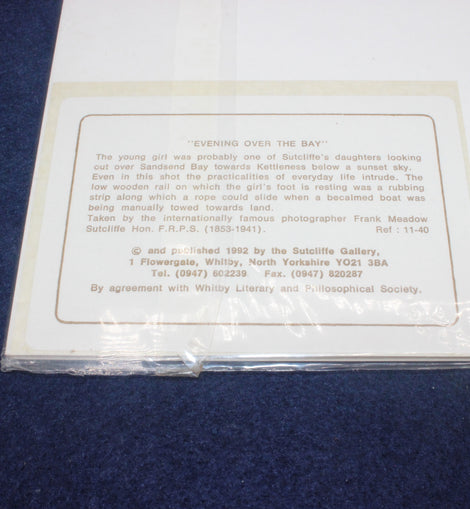 "EVENING OVER THE BAY"
The young girl was probably one of Sutcliffe's daughters looking
out over Sandsend Bay towards Kettleness below a sunset sky.
Even in this shot the practicalities of everyday life intrude. The
low wooden rail on which the girl's foot is resting was a rubbing
strip along which a rope could slide when a becalmed boat was
being manually towed towards land.
Taken by the internationally famous photographer Frank Meadow
Sutcliffe Hon. F.R.P.S. (1853-1941). Ref : 11-40
© and published 1992 by the Sutcliffe Gallery,
1 Flowergate, Whitby, North Yorkshire YO21 3BA
Tel. (0947) 602239 Fax. (0947) 820287
By agreement with Whitby Literary and Philosophical Society.